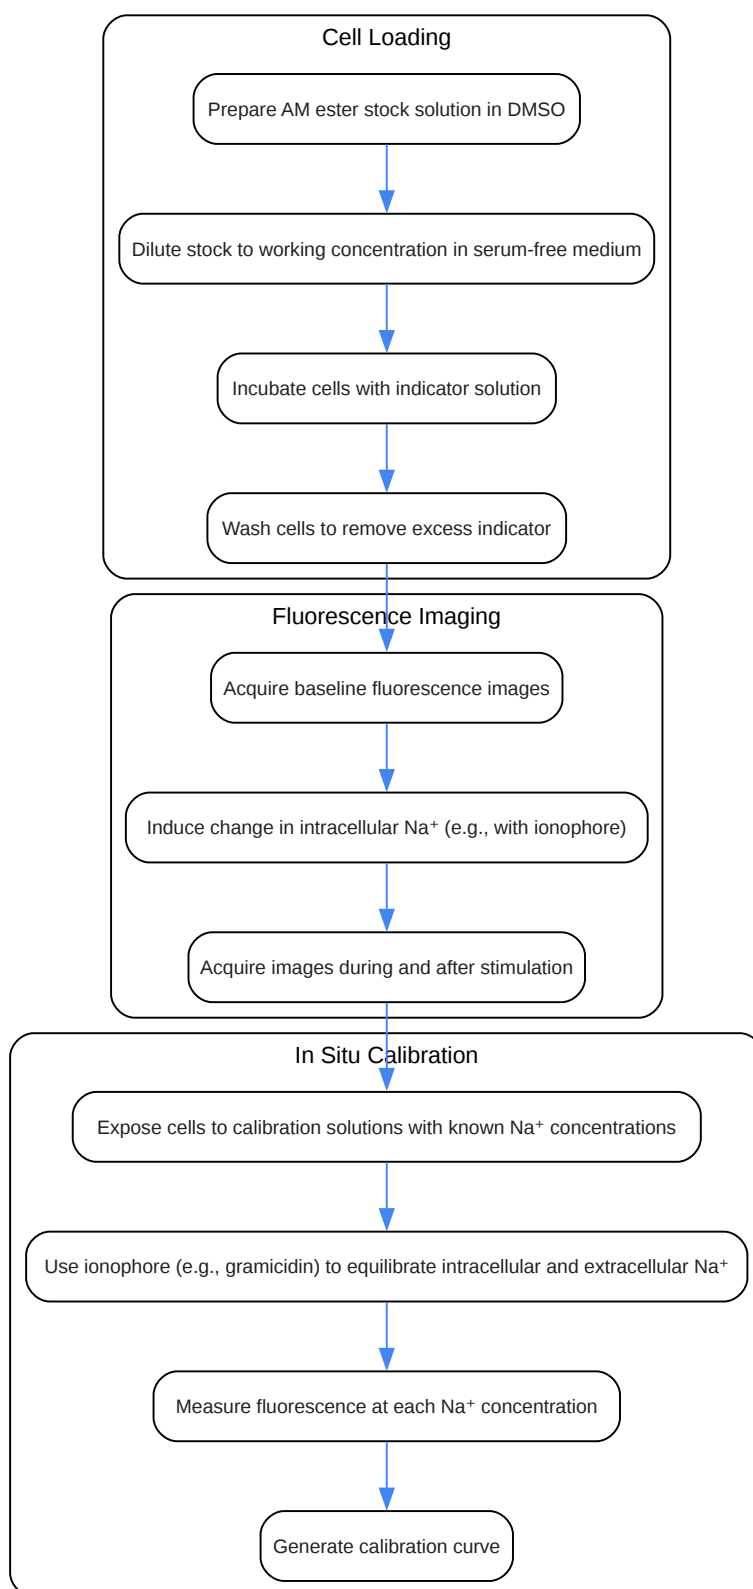 Cell Loading
Prepare AM ester stock solution in DMSO
Dilute stock to working concentration in serum-free medium
Incubate cells with indicator solution
Wash cells to remove excess indicator
Fluorescence Imaging
Acquire baseline fluorescence images
Induce change in intracellular Na⁺ (e.g., with ionophore)
Acquire images during and after stimulation
In Situ Calibration
Expose cells to calibration solutions with known Na⁺ concentrations
Use ionophore (e.g., gramicidin) to equilibrate intracellular and extracellular Na⁺
Measure fluorescence at each Na⁺ concentration
Generate calibration curve